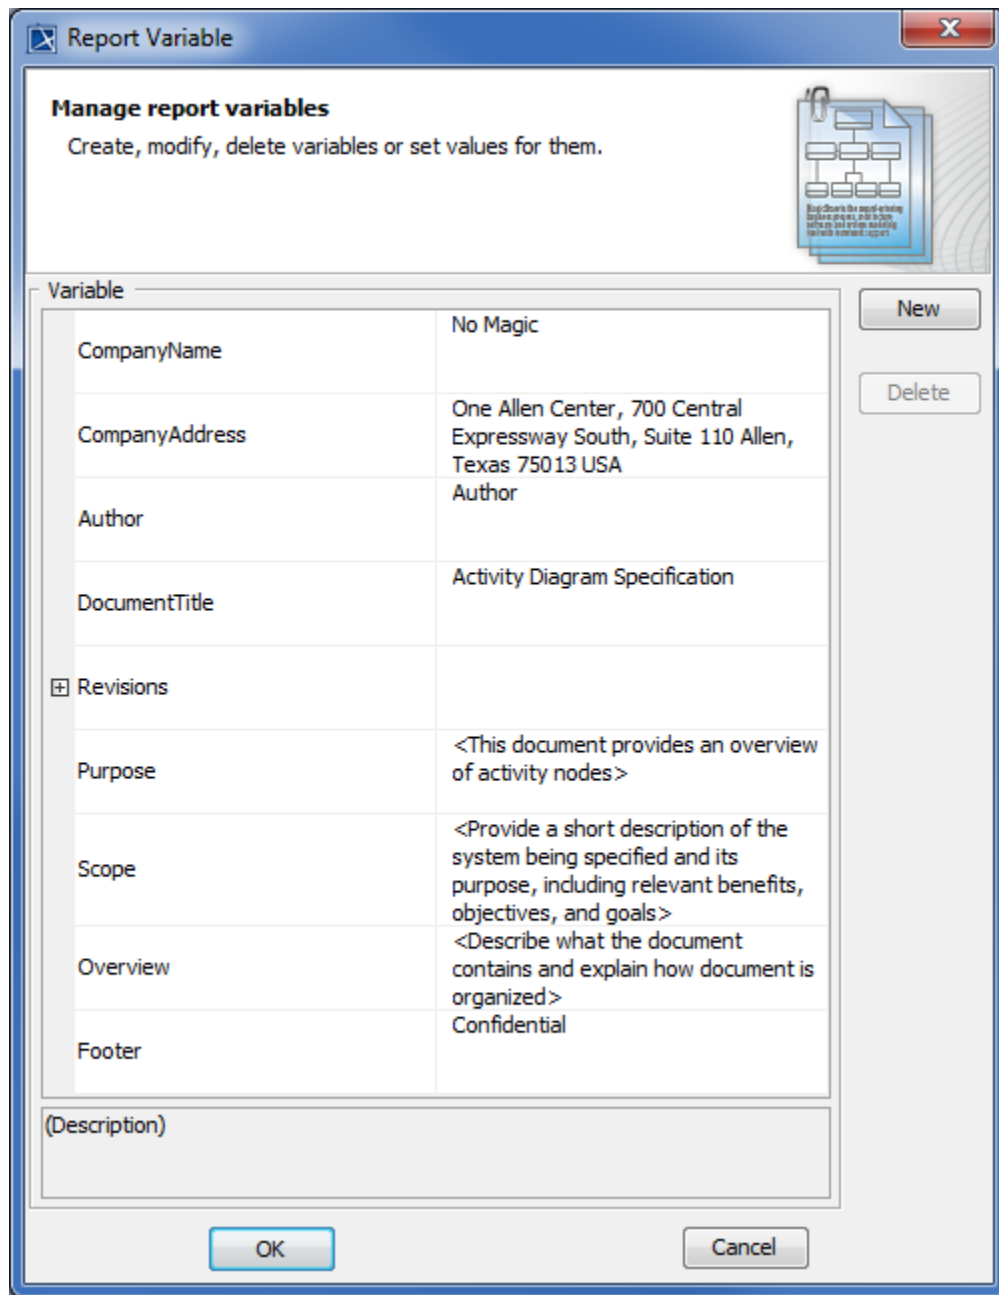 Report Variable
Manage report variables
Create, modify, delete variables or set values for them.
Variable
New
Delete
CompanyName
No Magic
CompanyAddress
One Allen Center, 700 Central
Expressway South, Suite 110 Allen,
Texas 75013 USA
Author
Author
DocumentTitle
Activity Diagram Specification
Revisions
Purpose
<This document provides an overview
of activity nodes>
Scope
<Provide a short description of the
system being specified and its
purpose, including relevant benefits,
objectives, and goals>
Overview
<Describe what the document
contains and explain how document is
organized>
Footer
Confidential
(Description)
OK
Cancel